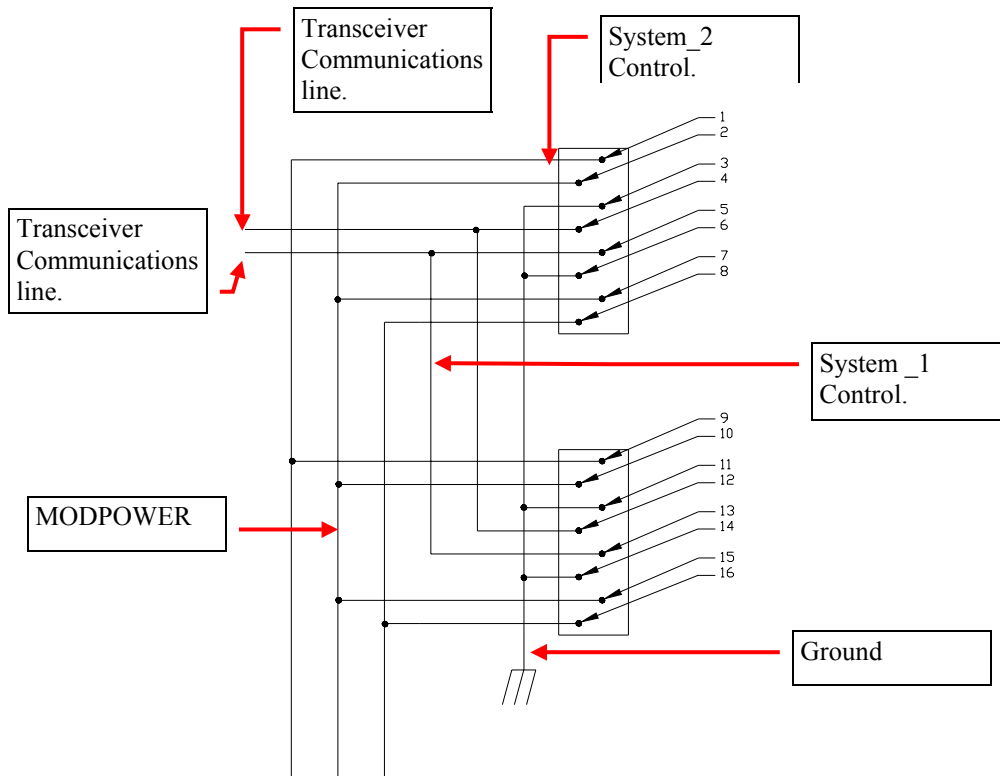 Transceiver
Communications
line.
System_2
Control.
1
2
3
4
5
6
7
8
Transceiver
Communications
line.
System _1
Control.
9
10
11
12
13
14
15
16
MODPOWER
Ground